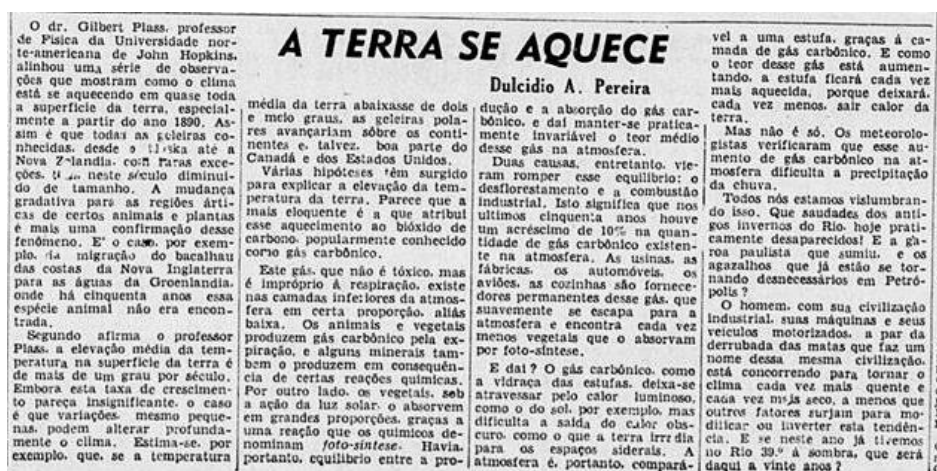 A TERRA SE AQUECE
Dulcidio A. Pereira
O dr. Gilbert Plass, professor
de Física da Universidade nor-
te-americana de John Hopkins,
alinhou uma série de observa-
ções que mostram como o clima
está se aquecendo em quase toda
a superfície da terra, especial-
mente a partir do ano 1890. As-
sim é que todas as geleiras co-
nhecidas, desde o até a
Nova Zelandia, com raras exce-
ções, neste século diminui-
do de tamanho. A mudança
gradativa para as regiões árti-
cas de certos animais e plantas
é mais uma confirmação desse
fenômeno. E' o caso, por exem-
plo, da migração do bacalhau
das costas da Nova Inglaterra
para as águas da Groenlandia,
onde há cinquenta anos essa
espécie animal não era encon-
trada.
Segundo afirma o professor
Plass, a elevação média da tem-
peratura na superfície da terra é
de mais de um grau por século.
Embora esta taxa de crescimen-
to pareça insignificante, o caso
é que variações, mesmo peque-
nas, podem alterar profunda-
mente o clima. Estima-se, por
exemplo, que, se a temperatura
média da terra abaixasse de dois
e meio graus, as geleiras pola-
res avançariam sôbre os conti-
nentes e, talvez, boa parte do
Canadá e dos Estados Unidos.
Várias hipóteses têm surgido
para explicar a elevação da tem-
peratura da terra. Parece que a
mais eloquente é a que atribui
esse aquecimento ao bióxido de
carbono, popularmente conhecido
como gás carbônico.
Este gás, que não é tóxico, mas
é impróprio á respiração, existe
nas camadas inferiores da atmos-
fera em certa proporção, aliás
baixa. Os animais e vegetais
produzem gás carbônico pela ex-
piração, e alguns minerais tam-
bem o produzem em consequên-
cia de certas reações quimicas.
Por outro lado, os vegetais, sob
a ação da luz solar, o absorvem
em grandes proporções, graças a
uma reação que os quimicos de-
nominam foto-síntese. Havia,
portanto, equilibrio entre a pro-
dução e a absorção do gás car-
bônico, e daí manter-se pratica-
mente invariável o teor médio
desse gás na atmosfera.
Duas causas, entretanto, vie-
ram romper esse equilibrio: o
desflorestamento e a combustão
industrial. Isto significa que nos
ultimos cinquenta anos houve
um acréscimo de 10% na quan-
tidade de gás carbônico existen-
te na atmosfera. As usinas, as
fábricas, os automóveis, os
aviões, as cozinhas são fornece-
dores permanentes desse gás, que
suavemente se escapa para a
atmosfera e encontra cada vez
menos vegetais que o absorvam
por foto-síntese.
E daí? O gás carbônico, como
a vidraça das estufas, deixa-se
atravessar pelo calor luminoso,
como o do sol, por exemplo, mas
dificulta a saída do calor obs-
curo, como o que a terra irradia
para os espaços siderais. A
atmosfera é, portanto, compará-
vel a uma estufa, graças á ca-
mada de gás carbônico. E como
o teor desse gás está aumen-
tando, a estufa ficará cada vez
mais aquecida, porque deixará,
cada vez menos, sair calor da
terra.
Mas não é só. Os meteorolo-
gistas verificaram que esse au-
mento de gás carbônico na at-
mosfera dificulta a precipitação
da chuva.
Todos nós estamos vislumbran-
do isso. Que saudades dos anti-
gos invernos do Rio, hoje prati-
camente desaparecidos! E a ga-
roa paulista que sumiu, e os
agazalhos que já estão se tor-
nando desnecessários em Petró-
polis?
O homem, com sua civilização
industrial, suas máquinas e seus
veículos motorizados, a par da
derrubada das matas que faz um
nome dessa mesma civilização,
está concorrendo para tornar o
clima cada vez mais quente e
cada vez mais seco, a menos que
outros fatores surjam para mo-
dificar ou inverter esta tendên-
cia. E se neste ano já tivemos
no Rio 39.º à sombra, que será
daqui a vinte anos?